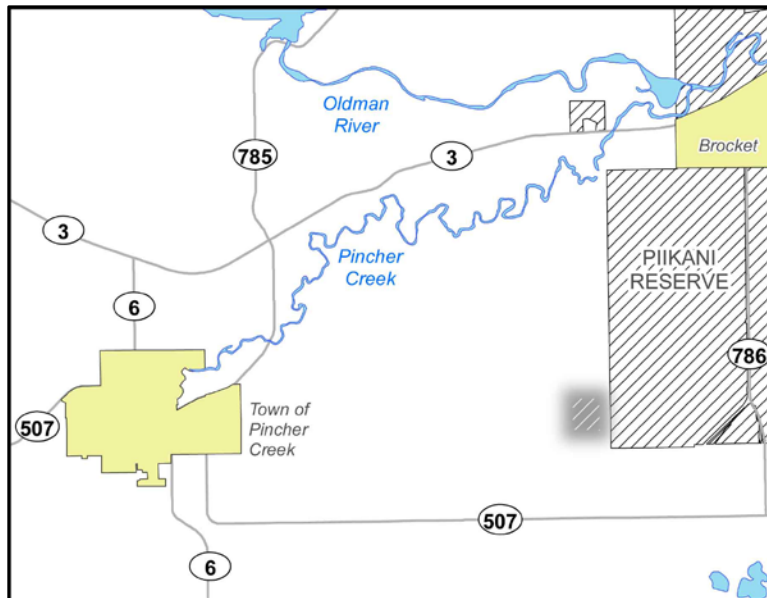 Oldman
River
785
3
Brocket
3
Pincher
Creek
PIIKANI
RESERVE
6
786
507
Town of
Pincher
Creek
507
6